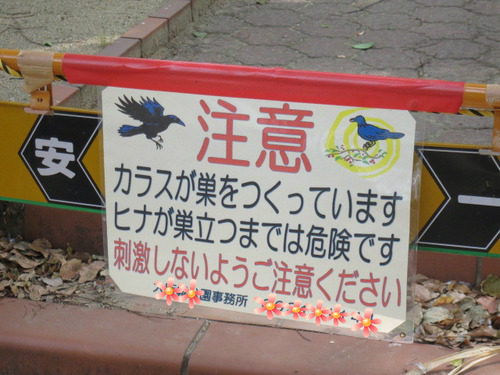 注意
カラスが巣をつくっています
ヒナが巣立つまでは危険です
刺激しないようご注意ください
園事務所
安